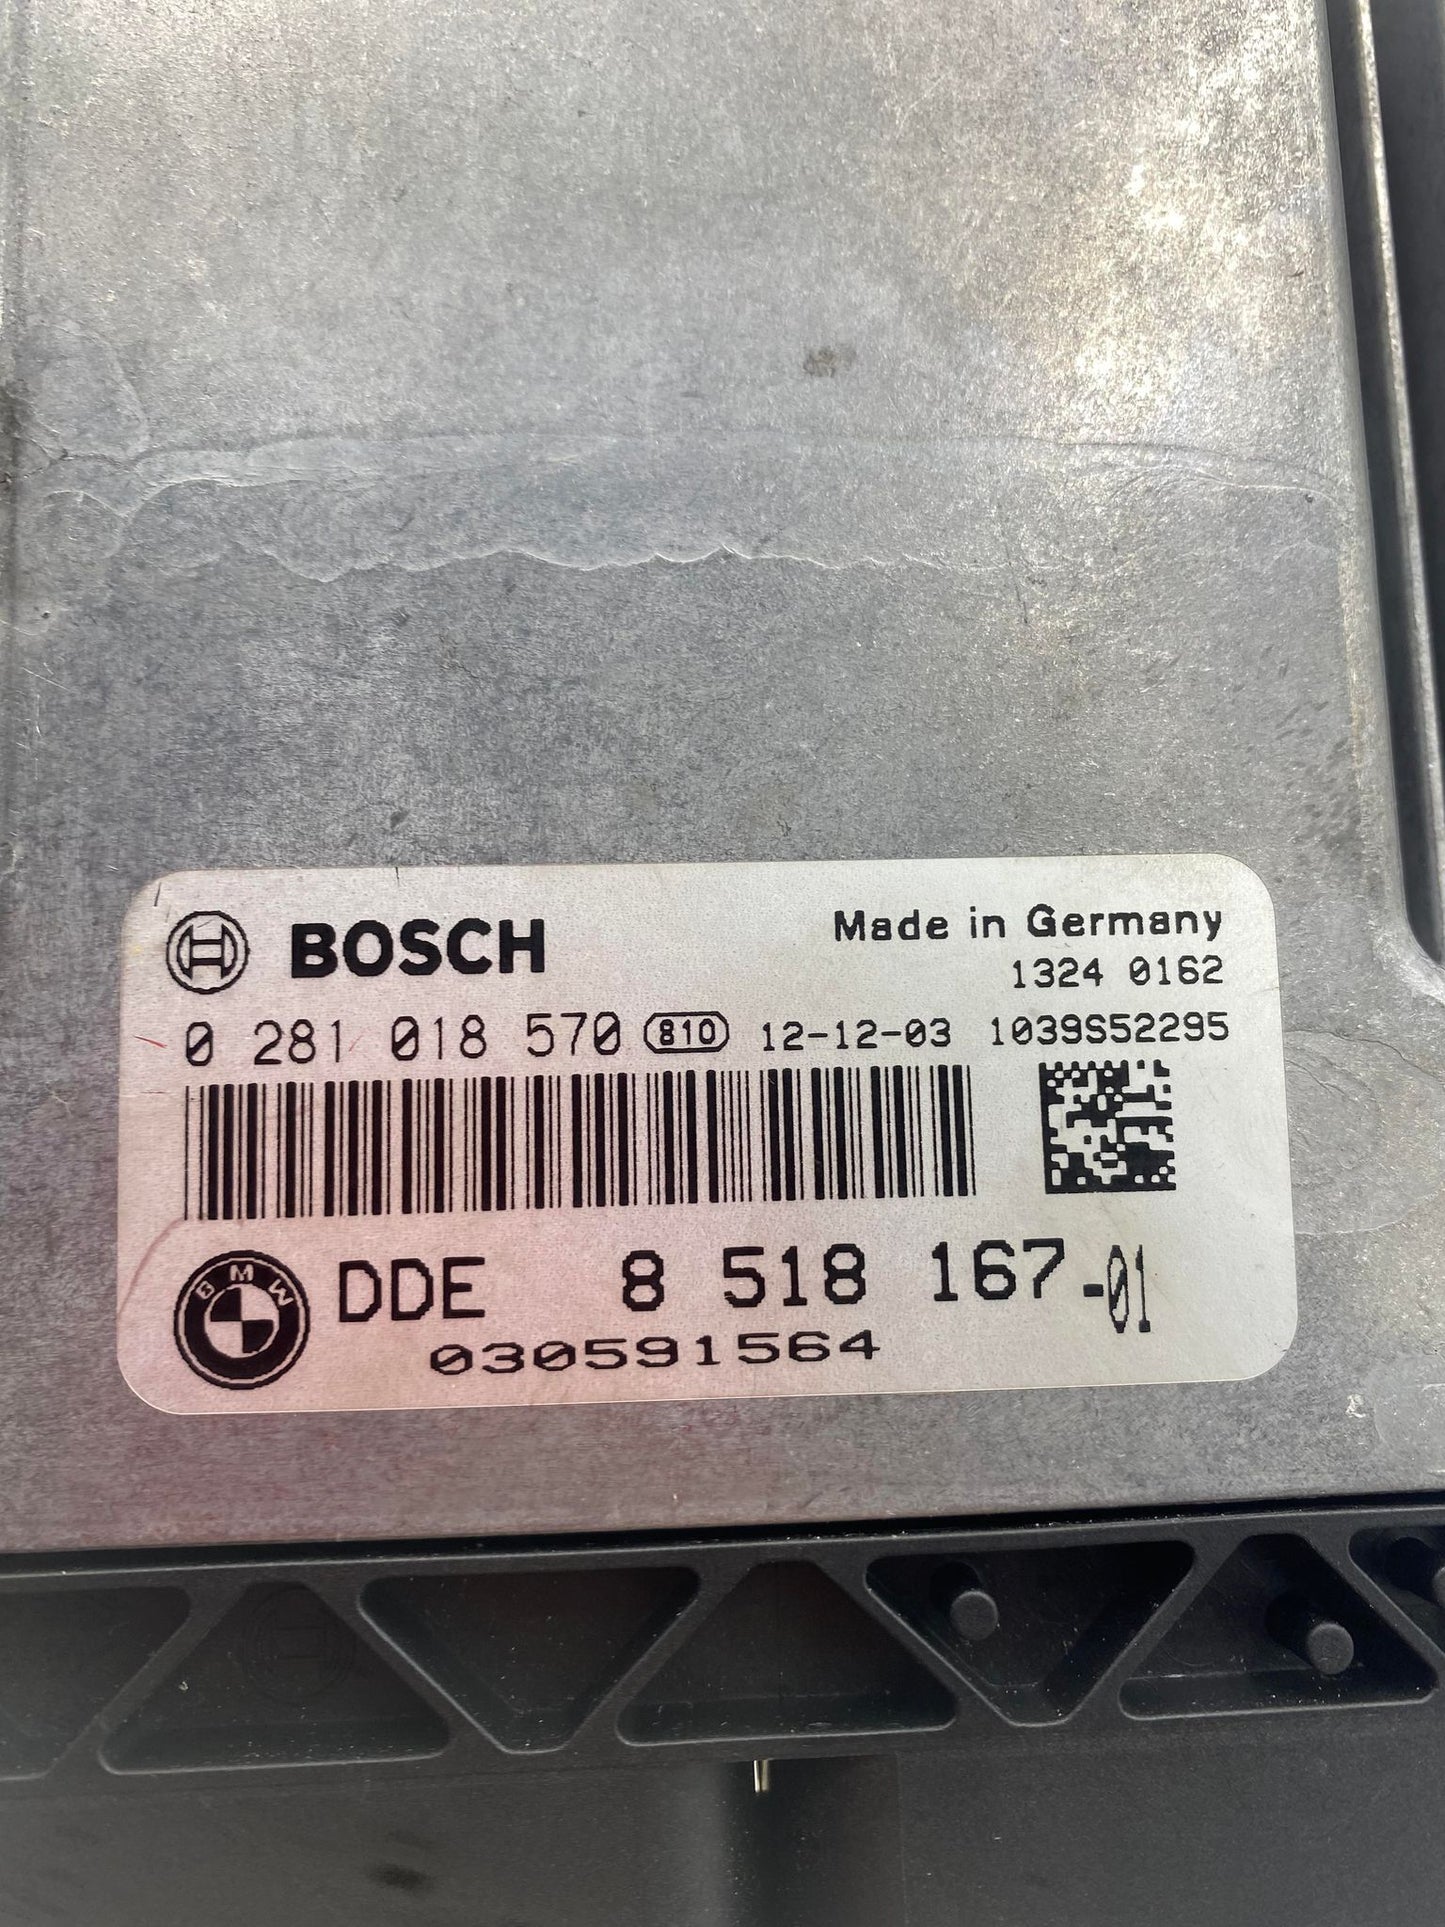 BOSCH
Made in Germany
1324 0162
0 281 018 570 810 12-12-03 1039S52295
BMW DDE 8 518 167-01
030591564